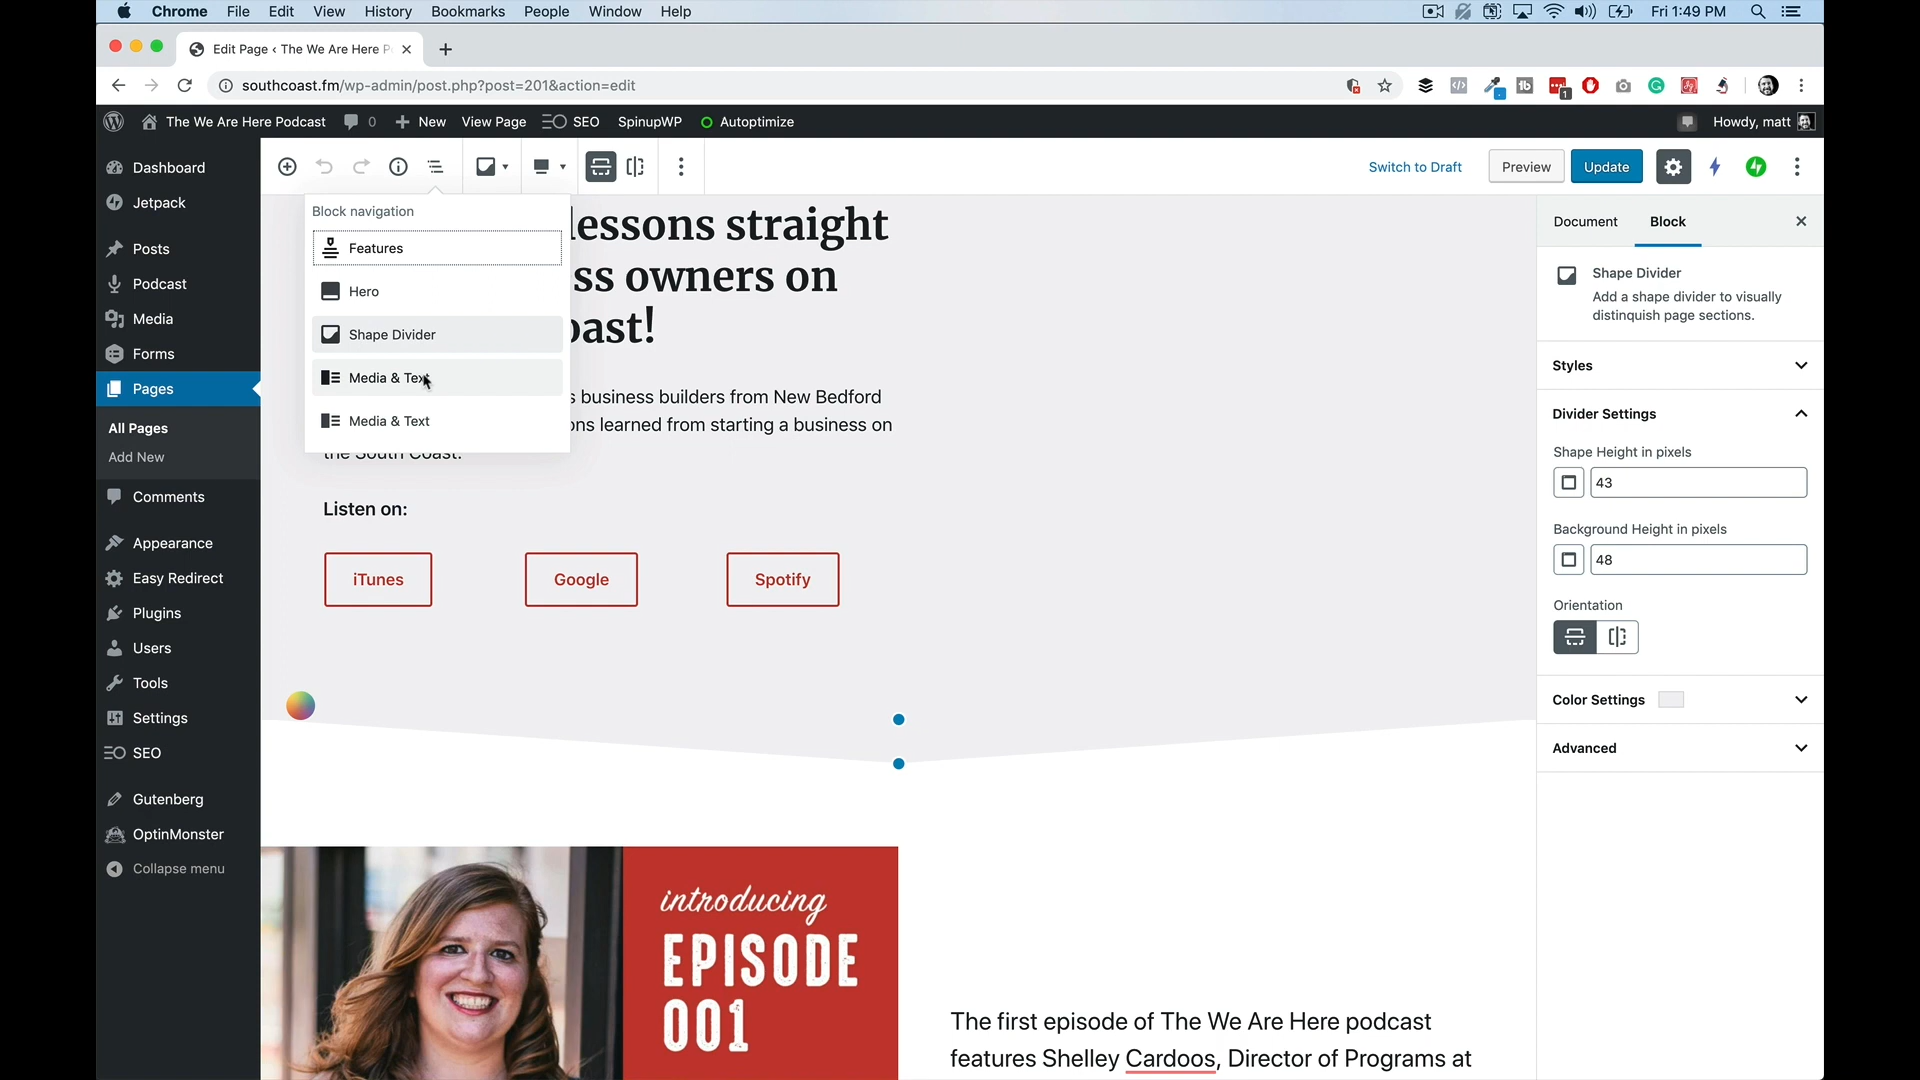 Chrome File Edit View History Bookmarks People Window Help Fri 1:49 PM
Edit Page ‹ The We Are Here P
southcoast.fm/wp-admin/post.php?post=201&action=edit
The We Are Here Podcast 0 New View Page SEO SpinupWP Autoptimize Howdy, matt
Dashboard
Jetpack
Posts
Podcast
Media
Forms
Pages
All Pages
Add New
Comments
Appearance
Easy Redirect
Plugins
Users
Tools
Settings
SEO
Gutenberg
OptinMonster
Collapse menu
Switch to Draft Preview Update
Block navigation
Features
Hero
Shape Divider
Media & Text
Media & Text
lessons straight
ss owners on
oast!
s business builders from New Bedford
ons learned from starting a business on
the South Coast.
Listen on:
iTunes Google Spotify
introducing
EPISODE
001
The first episode of The We Are Here podcast
features Shelley Cardoos, Director of Programs at
Document Block
Shape Divider
Add a shape divider to visually
distinquish page sections.
Styles
Divider Settings
Shape Height in pixels
43
Background Height in pixels
48
Orientation
Color Settings
Advanced